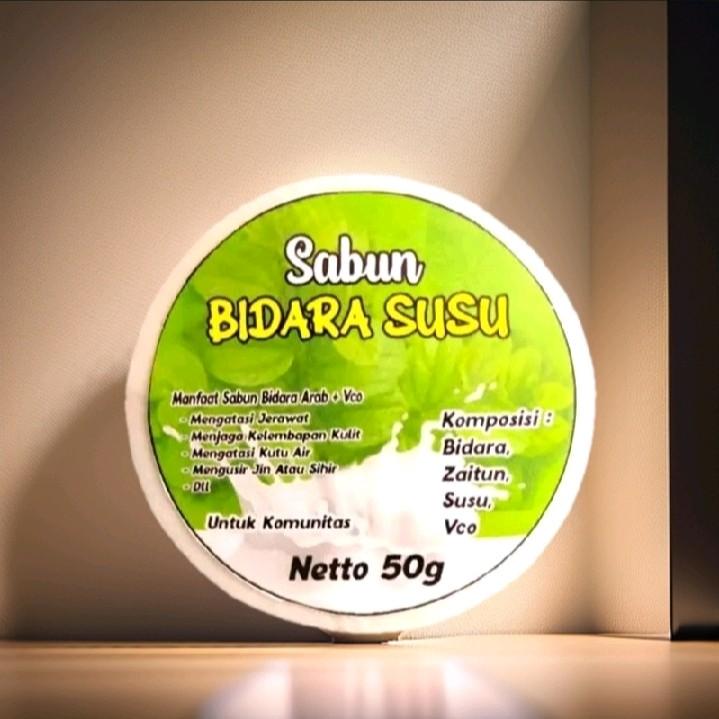 Sabun
BIDARA SUSU
Manfaat Sabun Bidara Arab + Vco
- Mengatasi Jerawat
- Menjaga Kelembapan Kulit
- Mengatasi Kutu Air
- Mengusir Jin Atau Sihir
- Dll
Untuk Komunitas
Komposisi :
Bidara,
Zaitun,
Susu,
Vco
Netto 50g